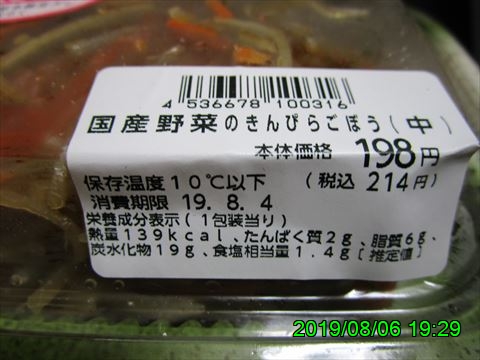 4 536678 100316
国産野菜のきんぴらごぼう(中)
本体価格 198円
保存温度10℃以下 (税込 214円)
消費期限 19.8.4
栄養成分表示(1包装当り)
熱量139kcal、たんぱく質2g、脂質6g、
炭水化物19g、食塩相当量1.4g[推定値]
2019/08/06 19:29